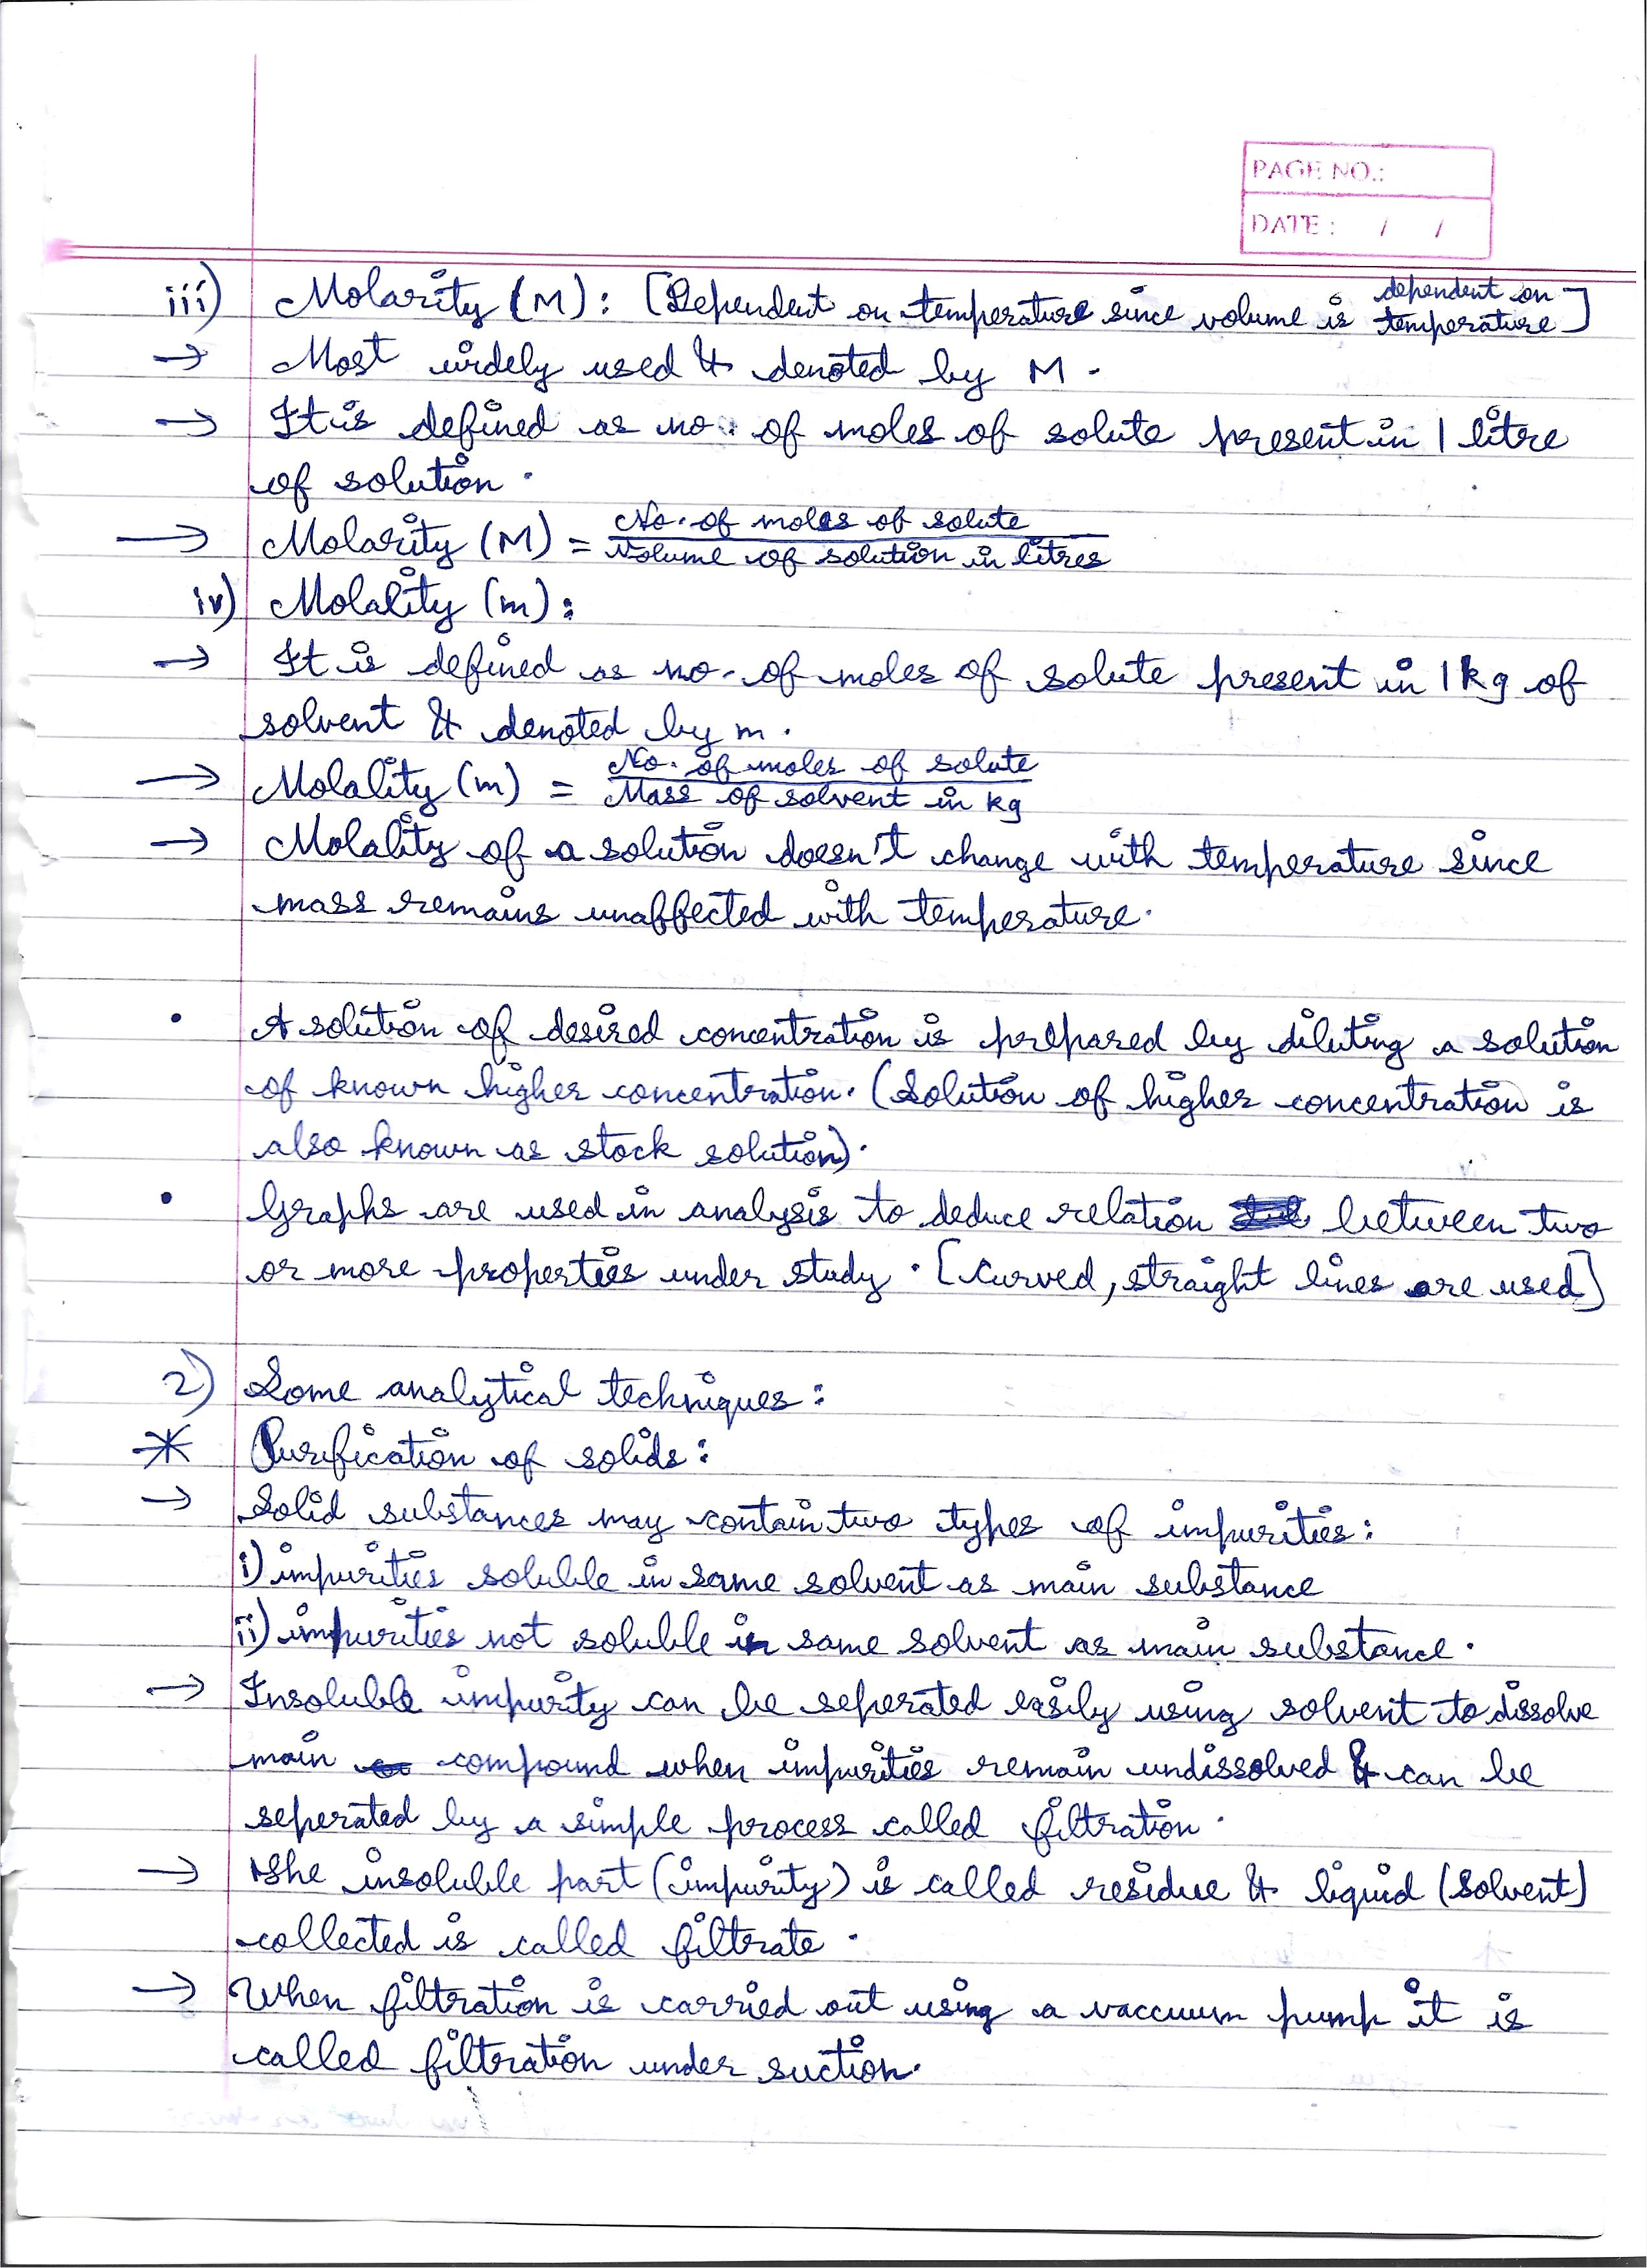 PAGE NO.:
DATE : / /
iii) Molarity (M): [Dependent on temperature since volume is dependent on temperature]
→ Most widely used & denoted by M.
→ It is defined as no. of moles of solute present in 1 litre
of solution.
→ Molarity (M) = No. of moles of solute / Volume of solution in litres
iv) Molality (m):
→ It is defined as no. of moles of solute present in 1 kg of
solvent & denoted by m.
→ Molality (m) = No. of moles of solute / Mass of solvent in kg
→ Molality of a solution doesn't change with temperature since
mass remains unaffected with temperature.
• A solution of desired concentration is prepared by diluting a solution
of known higher concentration. (Solution of higher concentration is
also known as stock solution).
• Graphs are used in analysis to deduce relation between two
or more properties under study. [Curved, straight lines are used]
2) Some analytical techniques:
* Purification of solids:
→ Solid substances may contain two types of impurities:
i) impurities soluble in same solvent as main substance
ii) impurities not soluble in same solvent as main substance.
→ Insoluble impurity can be seperated easily using solvent to dissolve
main compound when impurities remain undissolved & can be
seperated by a simple process called filtration.
→ The insoluble part (impurity) is called residue & liquid (solvent)
collected is called filtrate.
→ When filtration is carried out using a vaccuum pump it is
called filtration under suction.